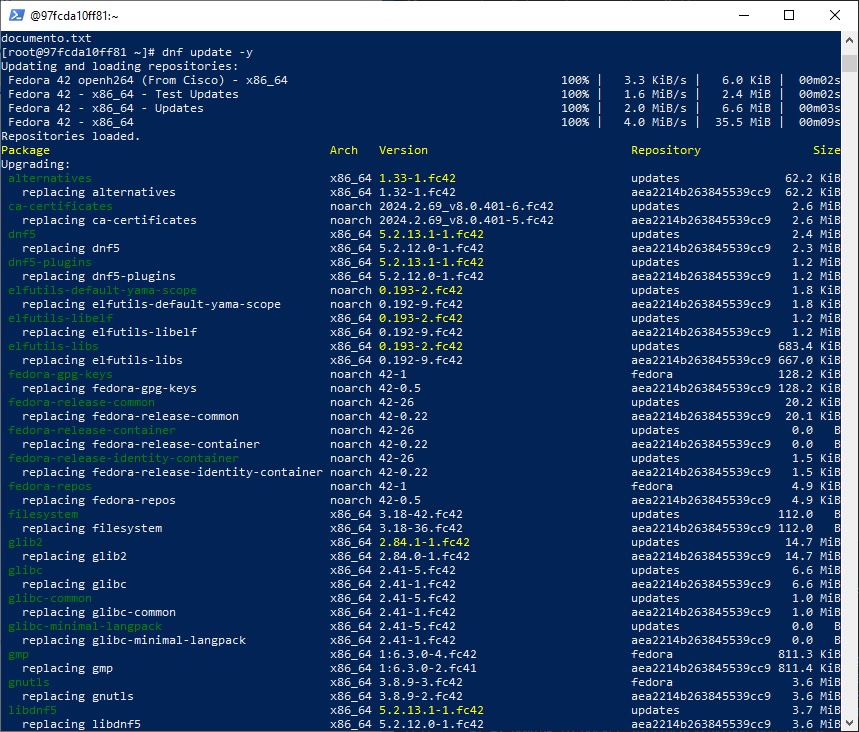 @97fcda10ff81:~
documento.txt
[root@97fcda10ff81 ~]# dnf update -y
Updating and loading repositories:
 Fedora 42 openh264 (From Cisco) - x86_64                100% |   3.3 KiB/s |   6.0 KiB |  00m02s
 Fedora 42 - x86_64 - Test Updates                       100% |   1.6 MiB/s |   2.4 MiB |  00m02s
 Fedora 42 - x86_64 - Updates                            100% |   2.0 MiB/s |   6.6 MiB |  00m03s
 Fedora 42 - x86_64                                      100% |   4.0 MiB/s |  35.5 MiB |  00m09s
Repositories loaded.
Package Arch Version Repository Size
Upgrading:
 alternatives x86_64 1.33-1.fc42 updates 62.2 KiB
   replacing alternatives x86_64 1.32-1.fc42 aea2214b263845539cc9 62.2 KiB
 ca-certificates noarch 2024.2.69_v8.0.401-6.fc42 updates 2.6 MiB
   replacing ca-certificates noarch 2024.2.69_v8.0.401-5.fc42 aea2214b263845539cc9 2.6 MiB
 dnf5 x86_64 5.2.13.1-1.fc42 updates 2.4 MiB
   replacing dnf5 x86_64 5.2.12.0-1.fc42 aea2214b263845539cc9 2.3 MiB
 dnf5-plugins x86_64 5.2.13.1-1.fc42 updates 1.2 MiB
   replacing dnf5-plugins x86_64 5.2.12.0-1.fc42 aea2214b263845539cc9 1.2 MiB
 elfutils-default-yama-scope noarch 0.193-2.fc42 updates 1.8 KiB
   replacing elfutils-default-yama-scope noarch 0.192-9.fc42 aea2214b263845539cc9 1.8 KiB
 elfutils-libelf x86_64 0.193-2.fc42 updates 1.2 MiB
   replacing elfutils-libelf x86_64 0.192-9.fc42 aea2214b263845539cc9 1.2 MiB
 elfutils-libs x86_64 0.193-2.fc42 updates 683.4 KiB
   replacing elfutils-libs x86_64 0.192-9.fc42 aea2214b263845539cc9 667.0 KiB
 fedora-gpg-keys noarch 42-1 fedora 128.2 KiB
   replacing fedora-gpg-keys noarch 42-0.5 aea2214b263845539cc9 128.2 KiB
 fedora-release-common noarch 42-26 updates 20.2 KiB
   replacing fedora-release-common noarch 42-0.22 aea2214b263845539cc9 20.1 KiB
 fedora-release-container noarch 42-26 updates 0.0 B
   replacing fedora-release-container noarch 42-0.22 aea2214b263845539cc9 0.0 B
 fedora-release-identity-container noarch 42-26 updates 1.5 KiB
   replacing fedora-release-identity-container noarch 42-0.22 aea2214b263845539cc9 1.5 KiB
 fedora-repos noarch 42-1 fedora 4.9 KiB
   replacing fedora-repos noarch 42-0.5 aea2214b263845539cc9 4.9 KiB
 filesystem x86_64 3.18-42.fc42 updates 112.0 B
   replacing filesystem x86_64 3.18-36.fc42 aea2214b263845539cc9 112.0 B
 glib2 x86_64 2.84.1-1.fc42 updates 14.7 MiB
   replacing glib2 x86_64 2.84.0-1.fc42 aea2214b263845539cc9 14.7 MiB
 glibc x86_64 2.41-5.fc42 updates 6.6 MiB
   replacing glibc x86_64 2.41-1.fc42 aea2214b263845539cc9 6.6 MiB
 glibc-common x86_64 2.41-5.fc42 updates 1.0 MiB
   replacing glibc-common x86_64 2.41-1.fc42 aea2214b263845539cc9 1.0 MiB
 glibc-minimal-langpack x86_64 2.41-5.fc42 updates 0.0 B
   replacing glibc-minimal-langpack x86_64 2.41-1.fc42 aea2214b263845539cc9 0.0 B
 gmp x86_64 1:6.3.0-4.fc42 fedora 811.3 KiB
   replacing gmp x86_64 1:6.3.0-2.fc41 aea2214b263845539cc9 811.4 KiB
 gnutls x86_64 3.8.9-3.fc42 fedora 3.6 MiB
   replacing gnutls x86_64 3.8.9-2.fc42 aea2214b263845539cc9 3.6 MiB
 libdnf5 x86_64 5.2.13.1-1.fc42 updates 3.7 MiB
   replacing libdnf5 x86_64 5.2.12.0-1.fc42 aea2214b263845539cc9 3.6 MiB